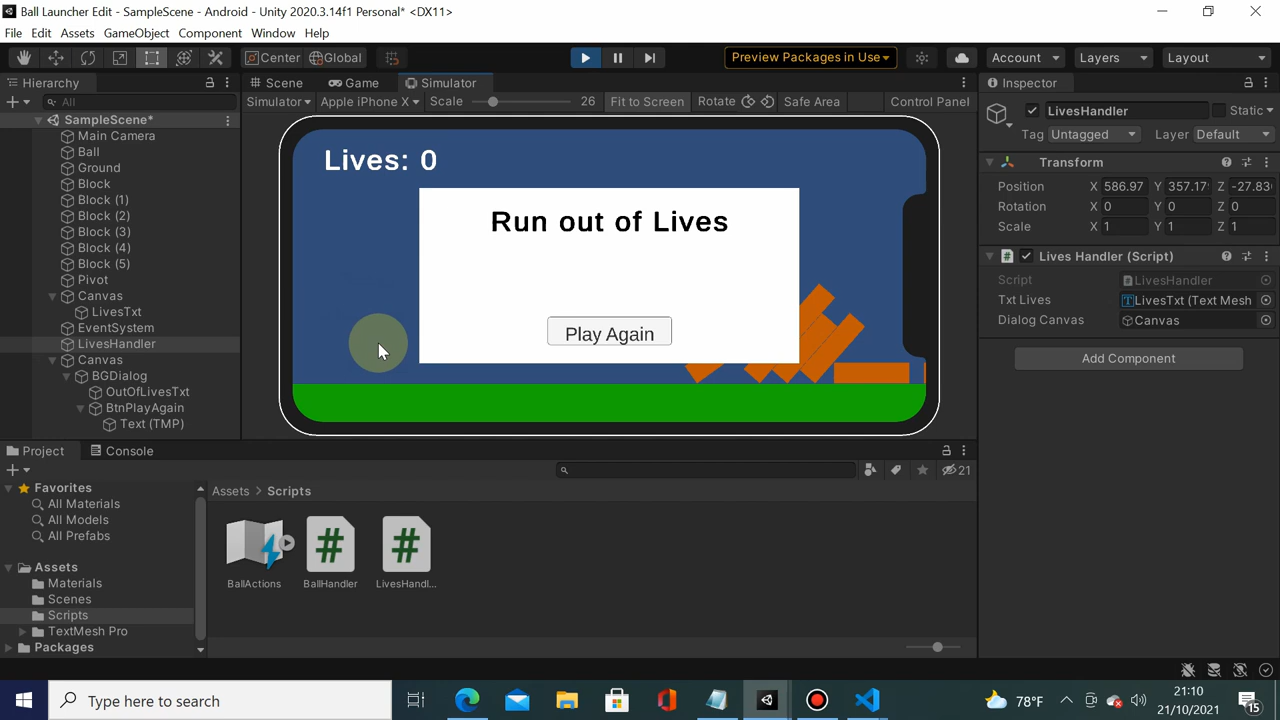 Ball Launcher Edit - SampleScene - Android - Unity 2020.3.14f1 Personal* <DX11>
File Edit Assets GameObject Component Window Help
Center Global Preview Packages in Use Account Layers Layout
Hierarchy Scene Game Simulator Inspector
All Simulator Apple iPhone X Scale 26 Fit to Screen Rotate Safe Area Control Panel LivesHandler Static
SampleScene*
Tag Untagged Layer Default
Main Camera
Ball
Ground
Block
Block (1)
Block (2)
Block (3)
Block (4)
Block (5)
Pivot
Canvas
LivesTxt
EventSystem
LivesHandler
Canvas
BGDialog
OutOfLivesTxt
BtnPlayAgain
Text (TMP)
Lives: 0
Run out of Lives
Play Again
Transform
Position X 586.97 Y 357.17 Z -27.83
Rotation X 0 Y 0 Z 0
Scale X 1 Y 1 Z 1
Lives Handler (Script)
Script LivesHandler
Txt Lives LivesTxt (Text Mesh
Dialog Canvas Canvas
Add Component
Project Console
21
Favorites
All Materials
All Models
All Prefabs
Assets
Materials
Scenes
Scripts
TextMesh Pro
Packages
Assets > Scripts
BallActions BallHandler LivesHandl...
Type here to search
78°F
21:10
21/10/2021
15